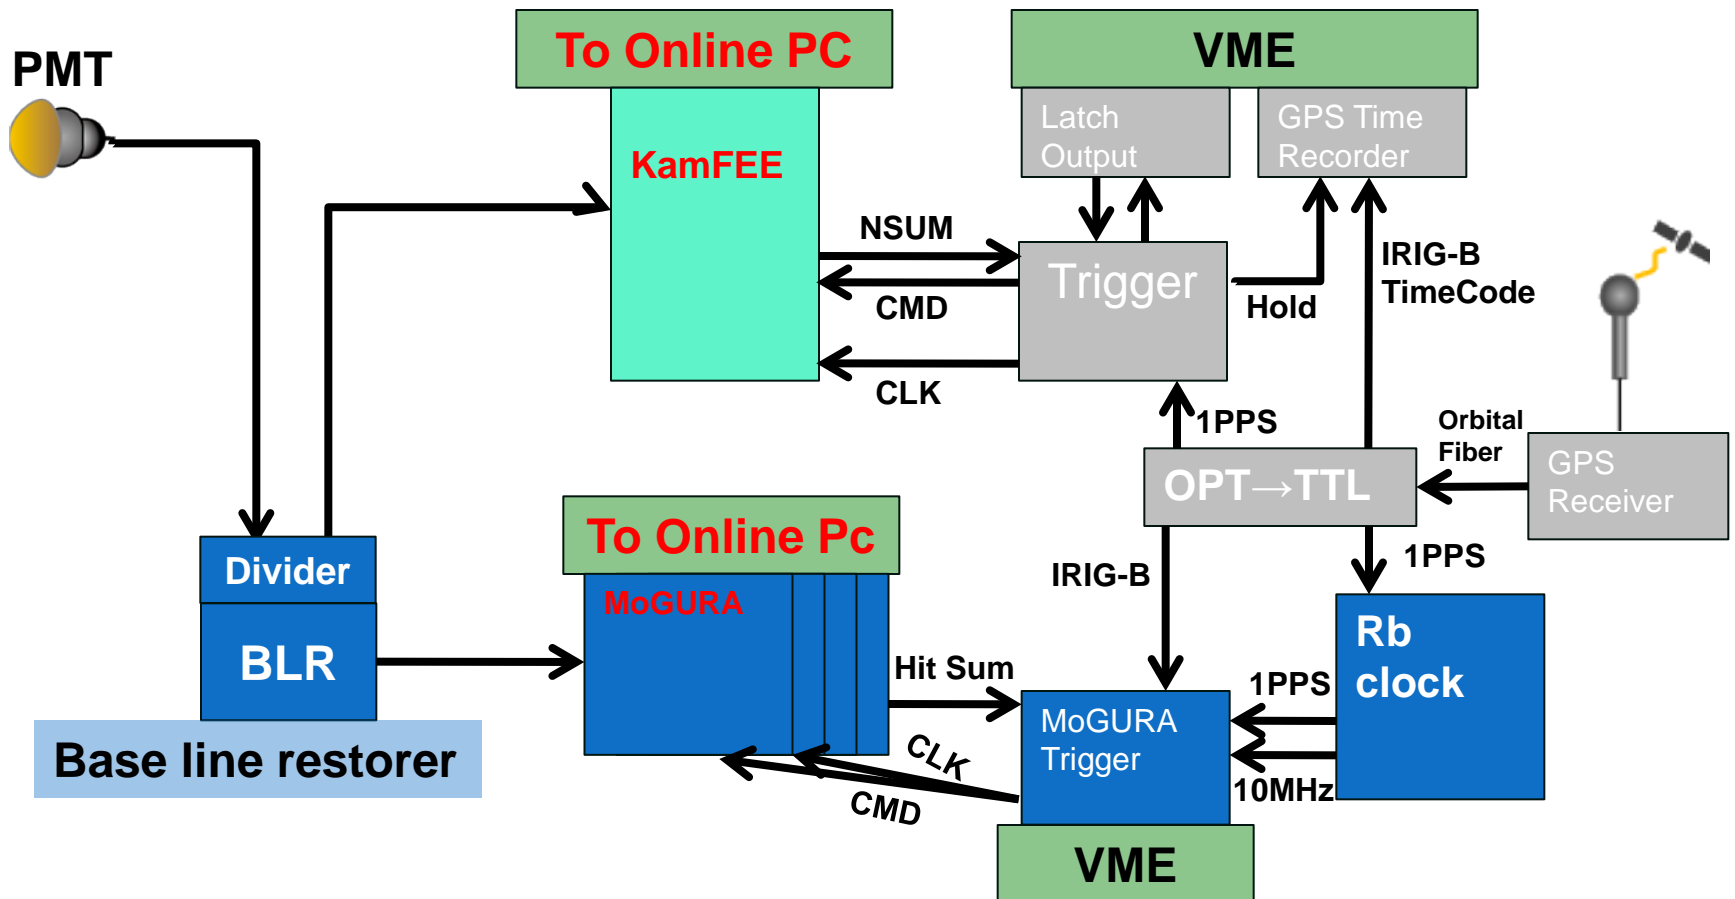 To Online PC
VME
PMT
Latch
Output
GPS Time
Recorder
KamFEE
NSUM
Trigger
IRIG-B
TimeCode
CMD
Hold
CLK
1PPS
Orbital
Fiber
GPS
Receiver
OPT→TTL
To Online Pc
Divider
IRIG-B
1PPS
MoGURA
BLR
Rb
clock
Hit Sum
1PPS
MoGURA
Trigger
Base line restorer
CLK
10MHz
CMD
VME